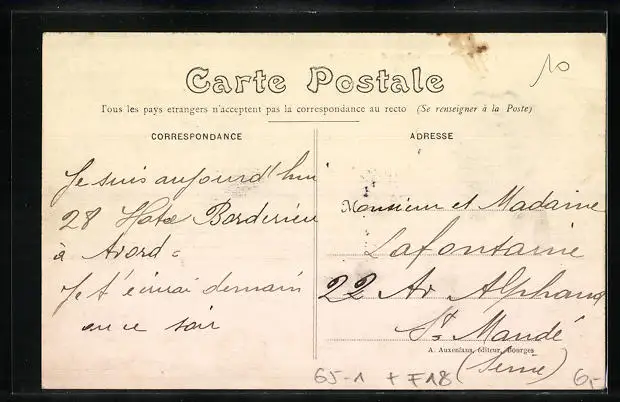 10
Carte Postale
Tous les pays etrangers n'acceptent pas la correspondance au recto (Se renseigner à la Poste)
CORRESPONDANCE
Je suis aujourd'hui
28 Hotel Borderieu
à Avord =
Je t'écrirai demain
ou ce soir
ADRESSE
Monsieur et Madame
Lafontaine
22 Av. Alphand
St Mandé
A. Auxenfans, éditeur, Bourges
(Seine)
65-1 + F18
6,-